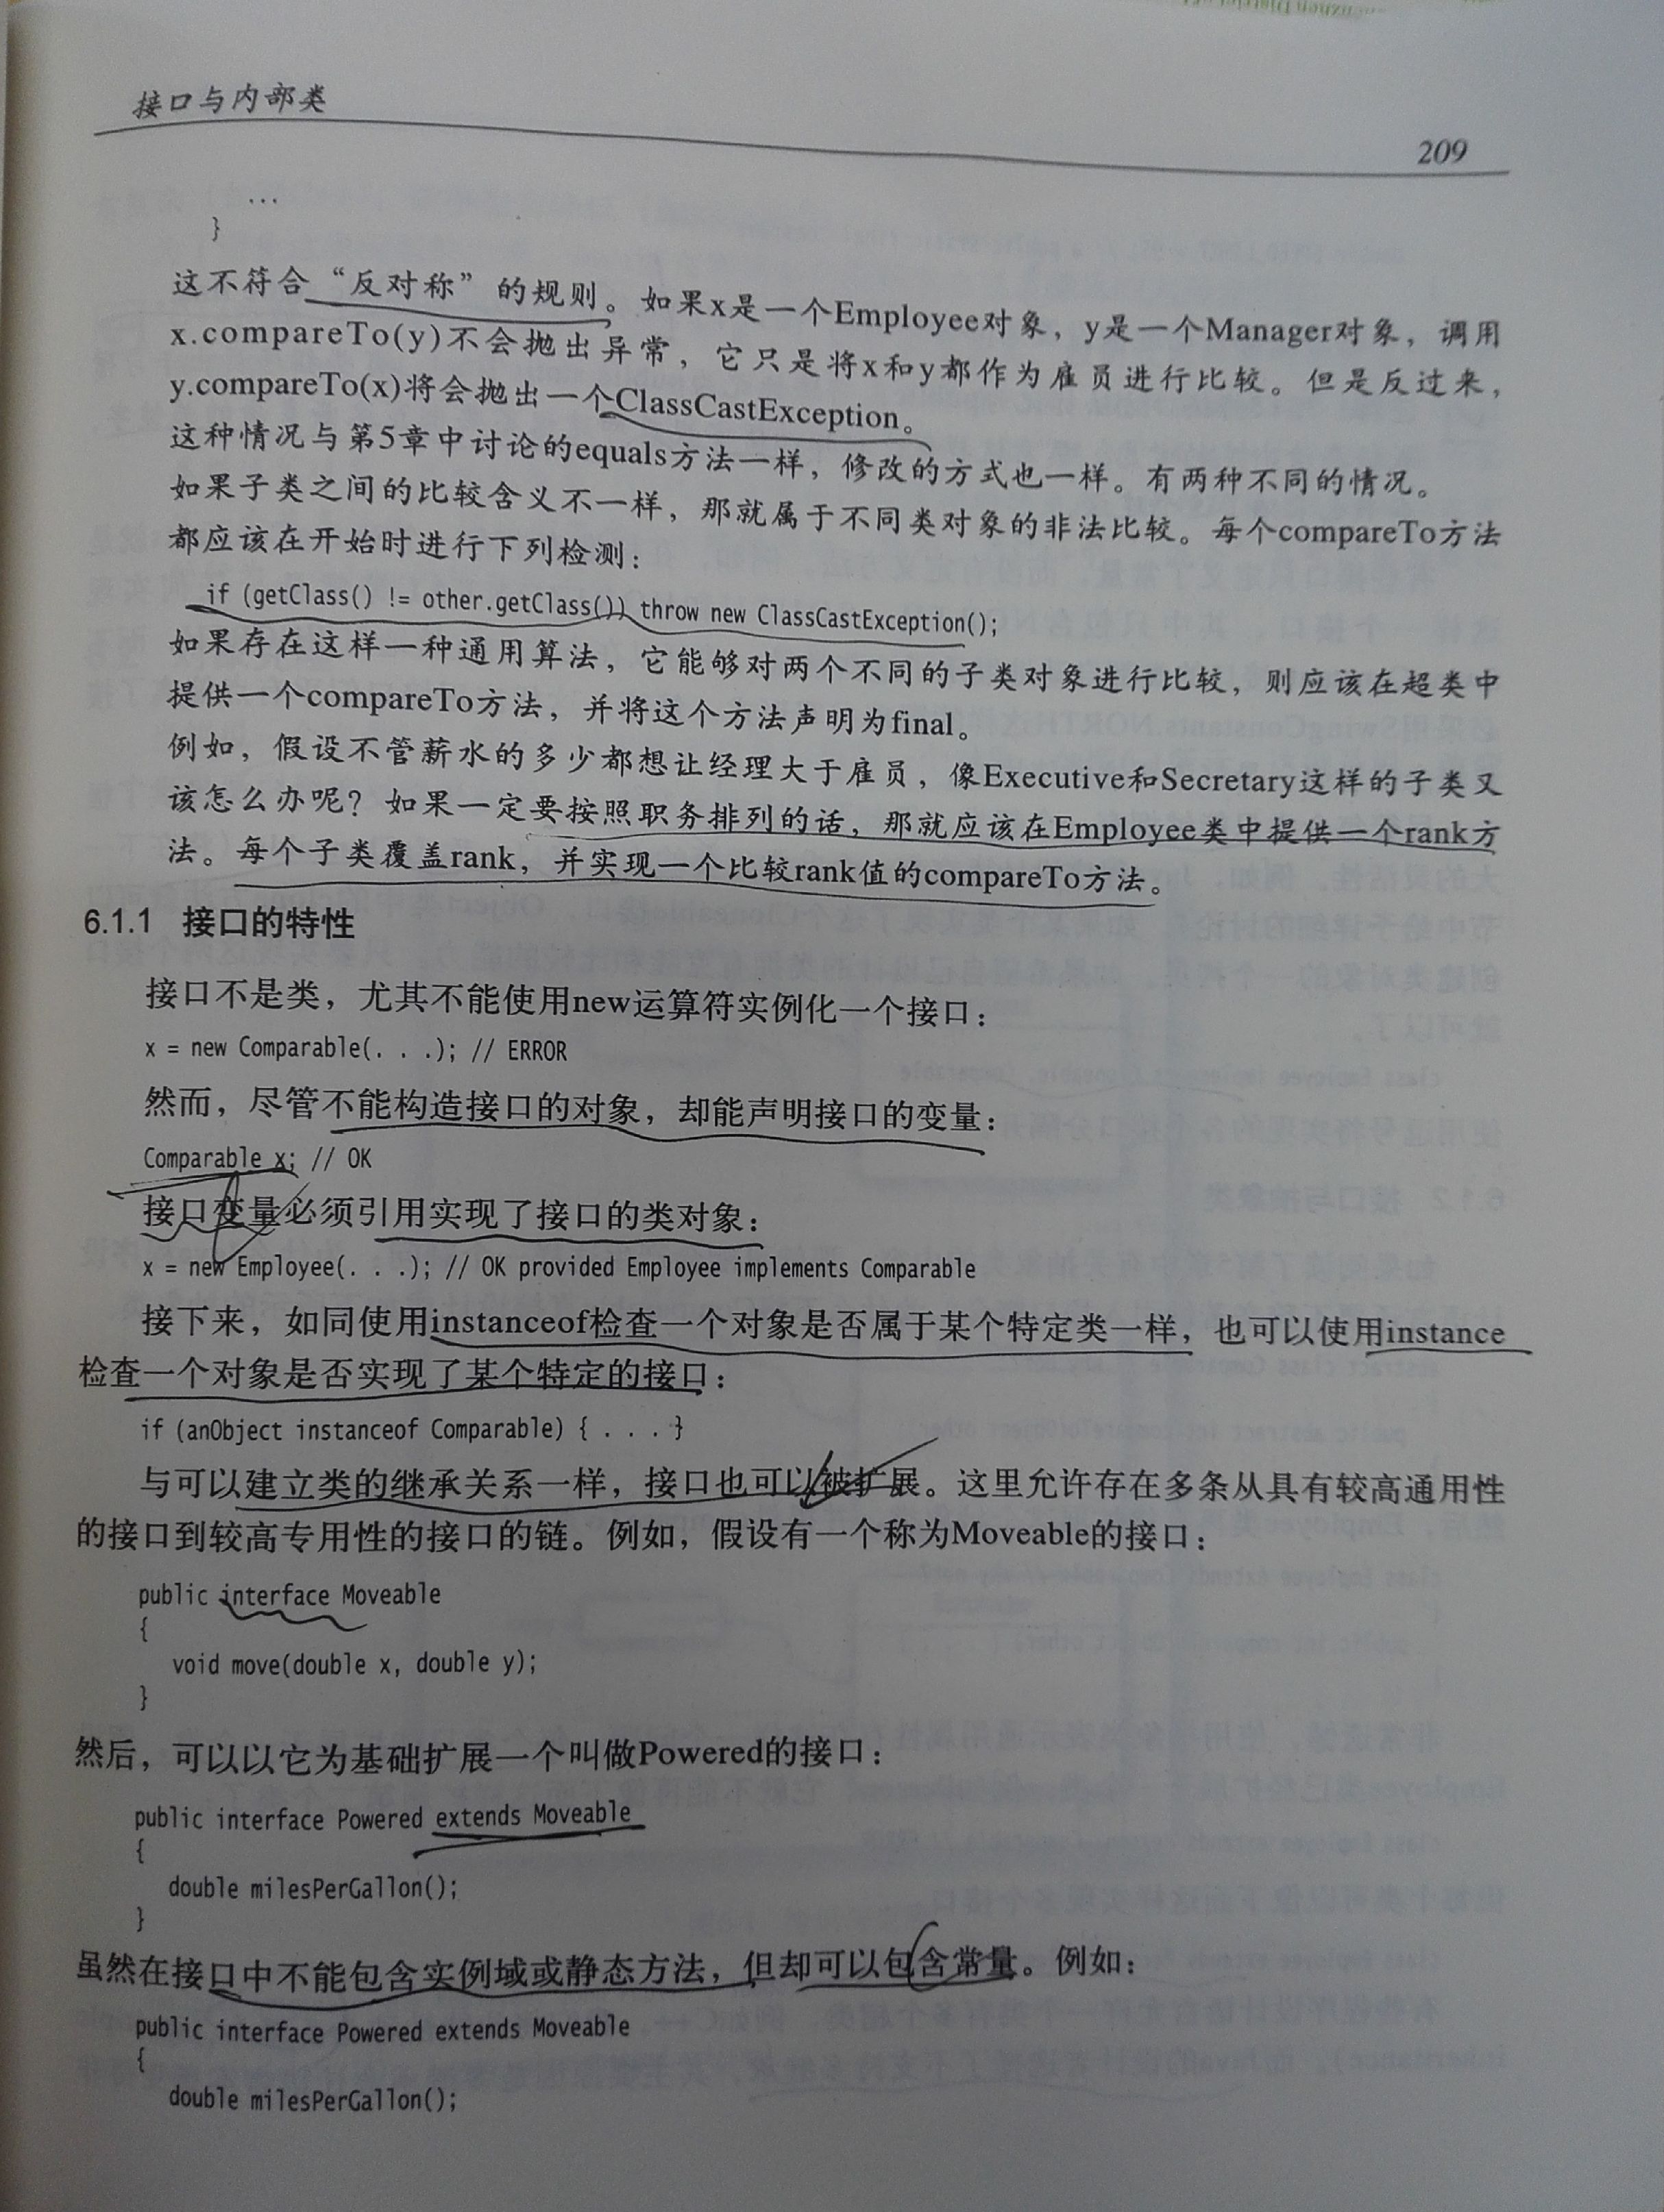 接口与内部类
209
...
}
这不符合“反对称”的规则。如果x是一个Employee对象，y是一个Manager对象，调用
x.compareTo(y)不会抛出异常，它只是将x和y都作为雇员进行比较。但是反过来，
y.compareTo(x)将会抛出一个ClassCastException。
这种情况与第5章中讨论的equals方法一样，修改的方式也一样。有两种不同的情况。
如果子类之间的比较含义不一样，那就属于不同类对象的非法比较。每个compareTo方法
都应该在开始时进行下列检测：
if (getClass() != other.getClass()) throw new ClassCastException();
如果存在这样一种通用算法，它能够对两个不同的子类对象进行比较，则应该在超类中
提供一个compareTo方法，并将这个方法声明为final。
例如，假设不管薪水的多少都想让经理大于雇员，像Executive和Secretary这样的子类又
该怎么办呢？如果一定要按照职务排列的话，那就应该在Employee类中提供一个rank方
法。每个子类覆盖rank，并实现一个比较rank值的compareTo方法。
6.1.1 接口的特性
接口不是类，尤其不能使用new运算符实例化一个接口：
x = new Comparable(. . .); // ERROR
然而，尽管不能构造接口的对象，却能声明接口的变量：
Comparable x; // OK
接口变量必须引用实现了接口的类对象：
x = new Employee(. . .); // OK provided Employee implements Comparable
接下来，如同使用instanceof检查一个对象是否属于某个特定类一样，也可以使用instance
检查一个对象是否实现了某个特定的接口：
if (anObject instanceof Comparable) { . . . }
与可以建立类的继承关系一样，接口也可以被扩展。这里允许存在多条从具有较高通用性
的接口到较高专用性的接口的链。例如，假设有一个称为Moveable的接口：
public interface Moveable
{
void move(double x, double y);
}
然后，可以以它为基础扩展一个叫做Powered的接口：
public interface Powered extends Moveable
{
double milesPerGallon();
}
虽然在接口中不能包含实例域或静态方法，但却可以包含常量。例如：
public interface Powered extends Moveable
{
double milesPerGallon();